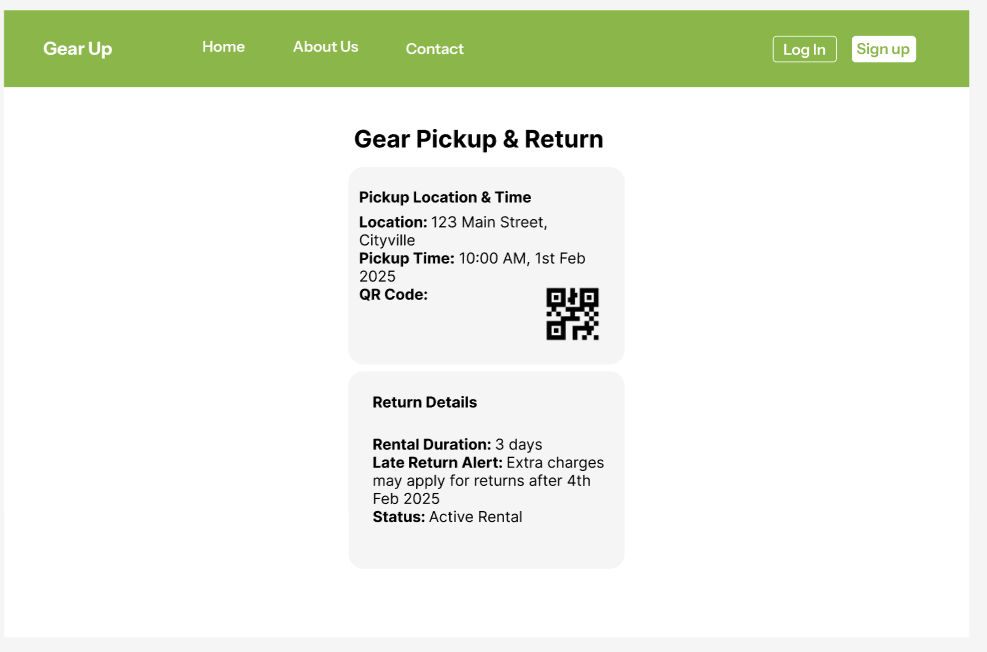 Gear Up
Home
About Us
Contact
Log In
Sign up
Gear Pickup & Return
Pickup Location & Time
Location: 123 Main Street,
Cityville
Pickup Time: 10:00 AM, 1st Feb
2025
QR Code:
Return Details
Rental Duration: 3 days
Late Return Alert: Extra charges
may apply for returns after 4th
Feb 2025
Status: Active Rental